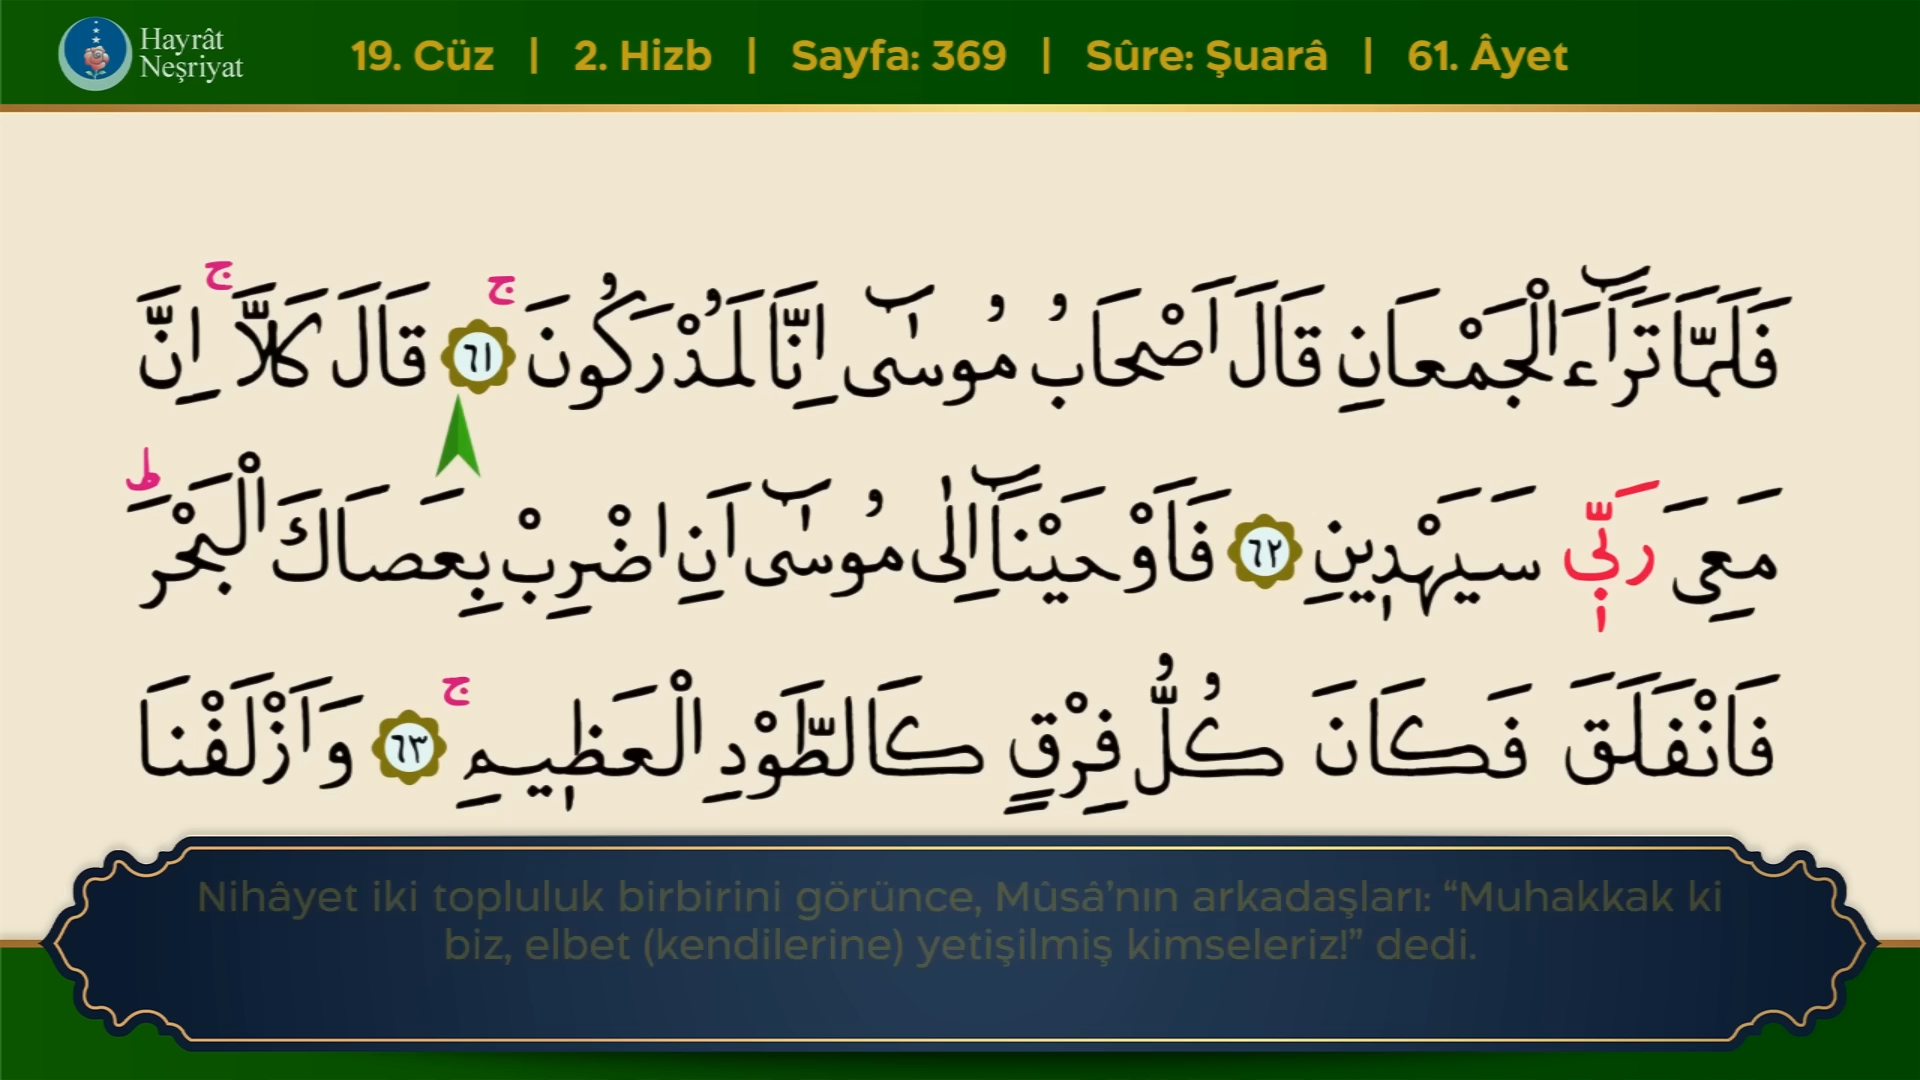 Hayrât
Neşriyat
19. Cüz | 2. Hizb | Sayfa: 369 | Sûre: Şuarâ | 61. Âyet
فَلَمَّا تَرَٓاءَ الْجَمْعَانِ قَالَ اَصْحَابُ مُوسٰٓى اِنَّا لَمُدْرَكُونَ ج ٦١ قَالَ كَلَّا ج اِنَّ
مَعِىَ رَبّ۪ى سَيَهْد۪ينِ ٦٢ فَاَوْحَيْنَٓا اِلٰى مُوسٰٓى اَنِ اضْرِبْ بِعَصَاكَ الْبَحْرَ ط
فَانْفَلَقَ فَكَانَ كُلُّ فِرْقٍ كَالطَّوْدِ الْعَظ۪يمِ ج ٦٣ وَاَزْلَفْنَا
Nihâyet iki topluluk birbirini görünce, Mûsâ’nın arkadaşları: “Muhakkak ki
biz, elbet (kendilerine) yetişilmiş kimseleriz!” dedi.